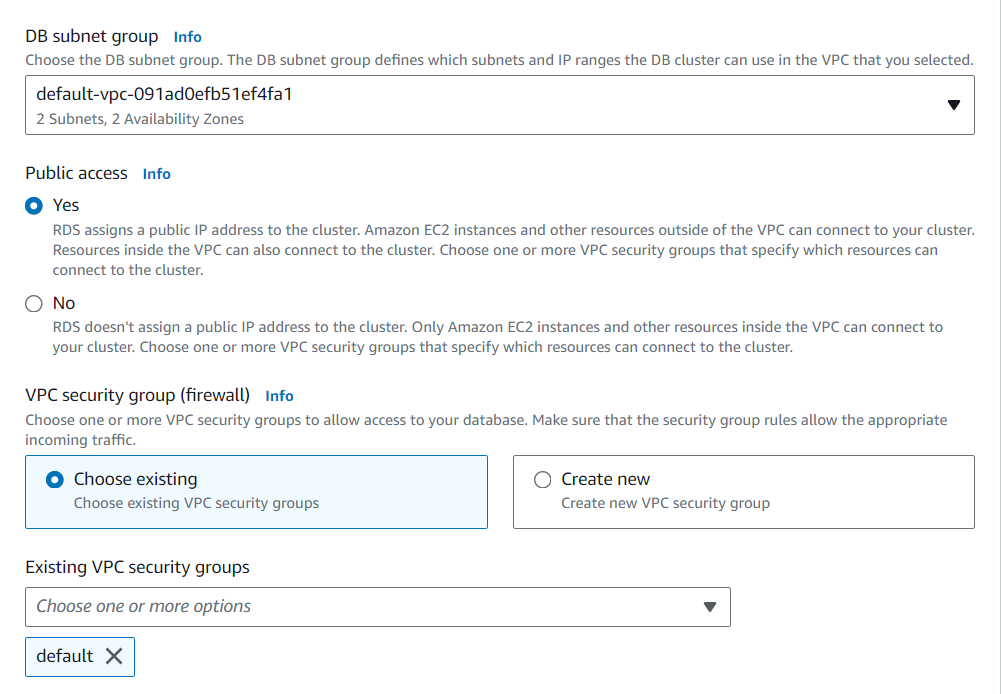 DB subnet group Info
Choose the DB subnet group. The DB subnet group defines which subnets and IP ranges the DB cluster can use in the VPC that you selected.
default-vpc-091ad0efb51ef4fa1
2 Subnets, 2 Availability Zones
Public access Info
Yes
RDS assigns a public IP address to the cluster. Amazon EC2 instances and other resources outside of the VPC can connect to your cluster.
Resources inside the VPC can also connect to the cluster. Choose one or more VPC security groups that specify which resources can
connect to the cluster.
No
RDS doesn't assign a public IP address to the cluster. Only Amazon EC2 instances and other resources inside the VPC can connect to
your cluster. Choose one or more VPC security groups that specify which resources can connect to the cluster.
VPC security group (firewall) Info
Choose one or more VPC security groups to allow access to your database. Make sure that the security group rules allow the appropriate
incoming traffic.
Choose existing
Choose existing VPC security groups
Create new
Create new VPC security group
Existing VPC security groups
Choose one or more options
default